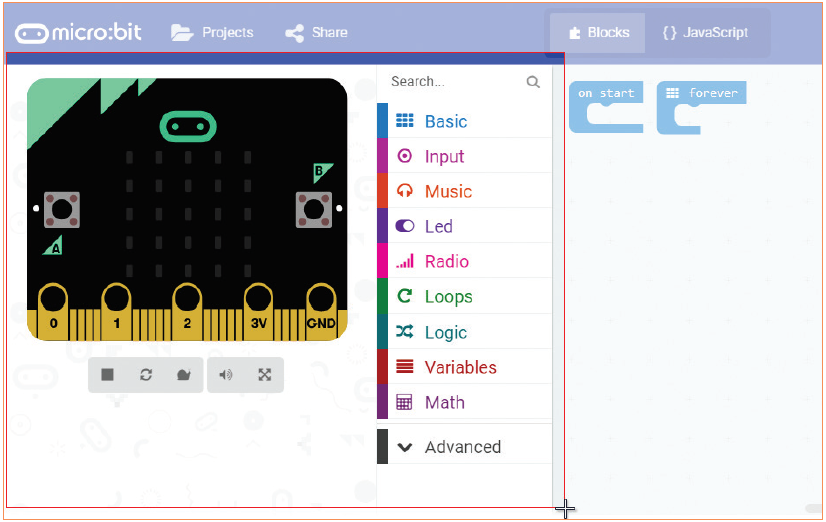 micro:bit Projects Share Blocks {} JavaScript
Search...
on start forever
Basic
Input
B
Music
Led
A
Radio
Loops
0 1 2 3V GND
Logic
Variables
Math
Advanced